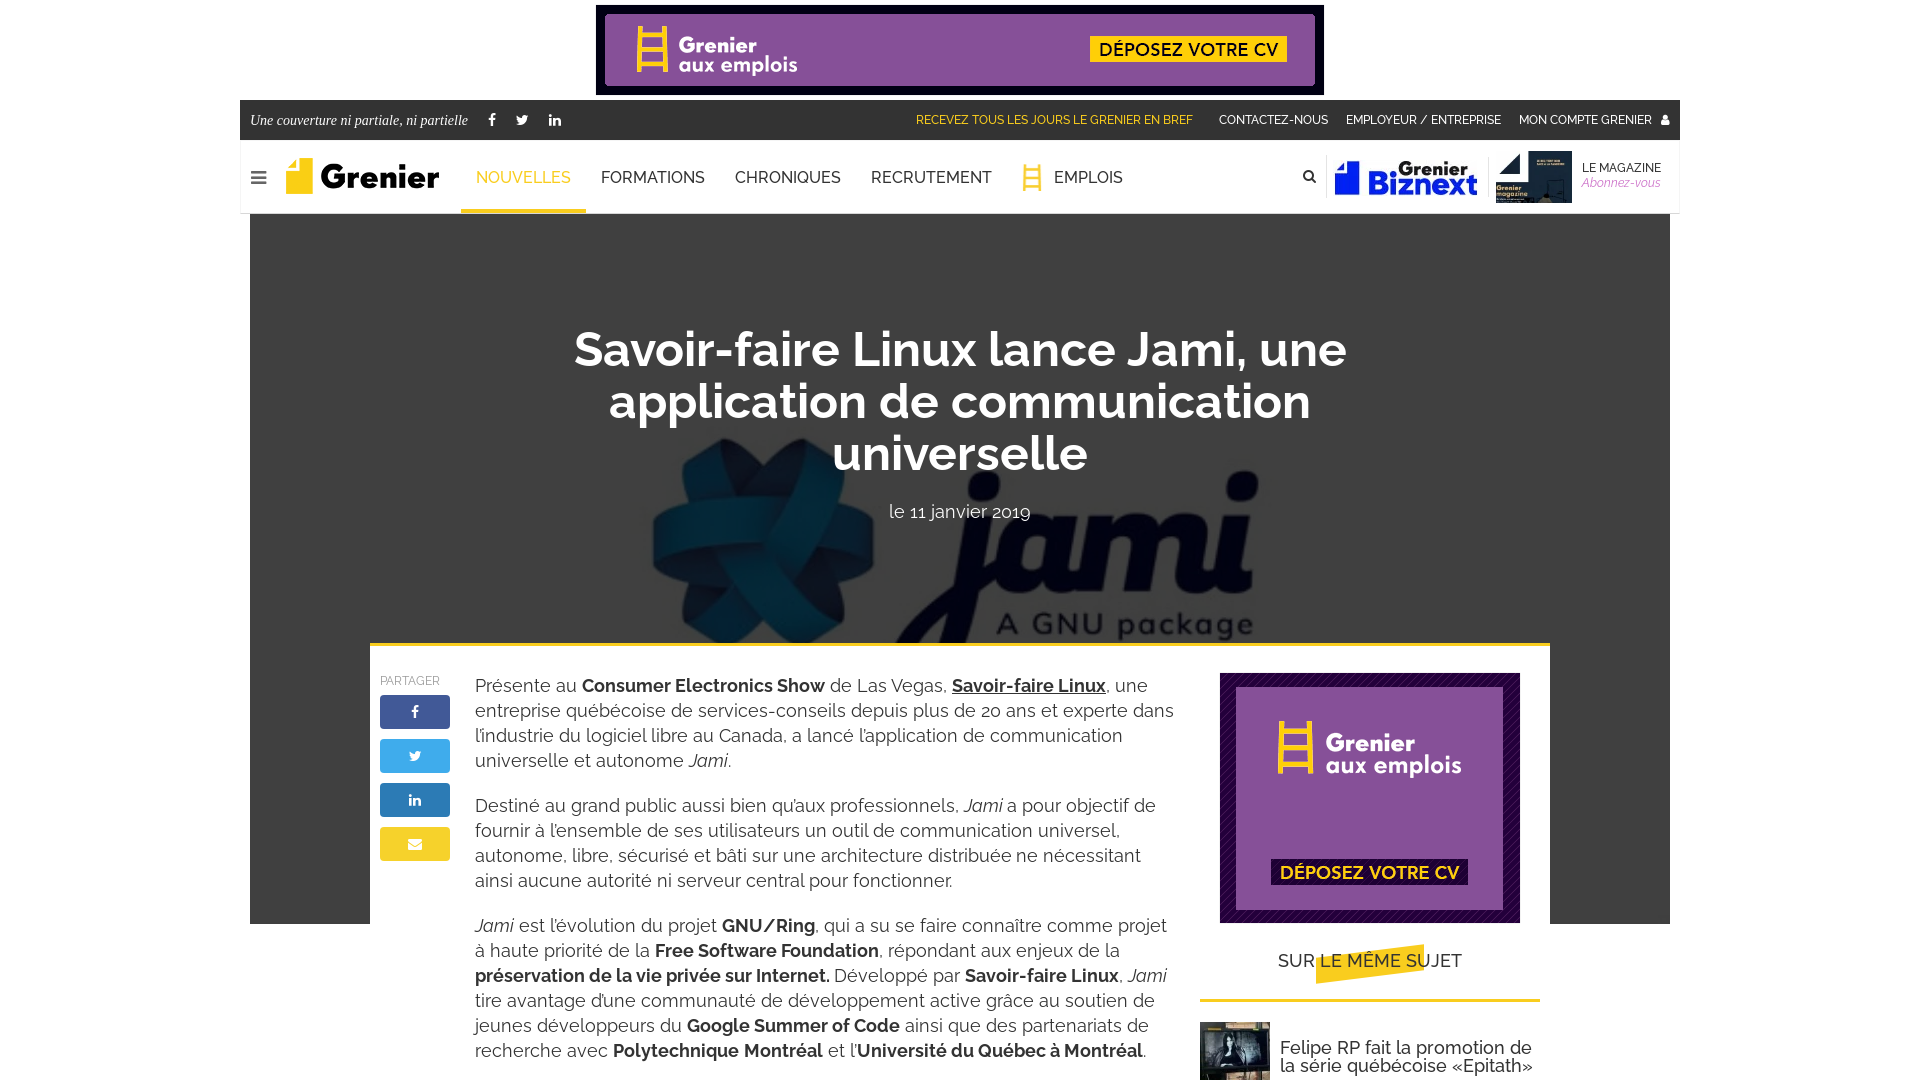 Grenier
aux emplois
DÉPOSEZ VOTRE CV
Une couverture ni partiale, ni partielle
RECEVEZ TOUS LES JOURS LE GRENIER EN BREF
CONTACTEZ-NOUS
EMPLOYEUR / ENTREPRISE
MON COMPTE GRENIER
Grenier
NOUVELLES
FORMATIONS
CHRONIQUES
RECRUTEMENT
EMPLOIS
Grenier
Biznext
Grenier
magazine
LE MAGAZINE
Abonnez-vous
Savoir-faire Linux lance Jami, une
application de communication
universelle
le 11 janvier 2019
jami
A GNU package
PARTAGER
Présente au Consumer Electronics Show de Las Vegas, Savoir-faire Linux, une
entreprise québécoise de services-conseils depuis plus de 20 ans et experte dans
l’industrie du logiciel libre au Canada, a lancé l’application de communication
universelle et autonome Jami.
Destiné au grand public aussi bien qu’aux professionnels, Jami a pour objectif de
fournir à l’ensemble de ses utilisateurs un outil de communication universel,
autonome, libre, sécurisé et bâti sur une architecture distribuée ne nécessitant
ainsi aucune autorité ni serveur central pour fonctionner.
Jami est l’évolution du projet GNU/Ring, qui a su se faire connaître comme projet
à haute priorité de la Free Software Foundation, répondant aux enjeux de la
préservation de la vie privée sur Internet. Développé par Savoir-faire Linux, Jami
tire avantage d’une communauté de développement active grâce au soutien de
jeunes développeurs du Google Summer of Code ainsi que des partenariats de
recherche avec Polytechnique Montréal et l’Université du Québec à Montréal.
Grenier
aux emplois
DÉPOSEZ VOTRE CV
SUR LE MÊME SUJET
Felipe RP fait la promotion de
la série québécoise «Epitath»